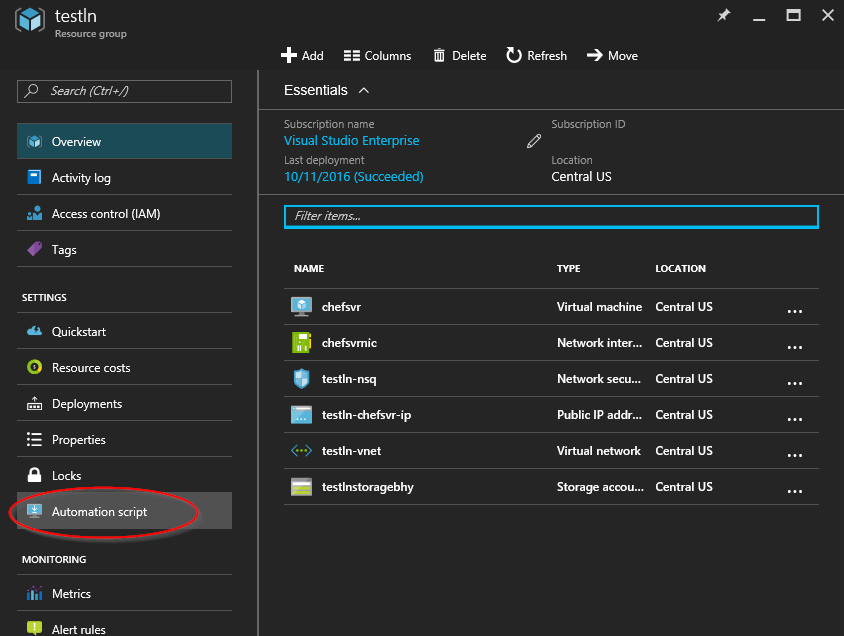 testln
Resource group
Add Columns Delete Refresh Move
Search (Ctrl+/)
Overview
Activity log
Access control (IAM)
Tags
SETTINGS
Quickstart
Resource costs
Deployments
Properties
Locks
Automation script
MONITORING
Metrics
Alert rules
Essentials
Subscription name
Visual Studio Enterprise
Subscription ID
Last deployment
10/11/2016 (Succeeded)
Location
Central US
Filter items...
NAME TYPE LOCATION
chefsvr Virtual machine Central US ...
chefsvrnic Network inter... Central US ...
testln-nsq Network secu... Central US ...
testln-chefsvr-ip Public IP addr... Central US ...
testln-vnet Virtual network Central US ...
testlnstoragebhy Storage accou... Central US ...